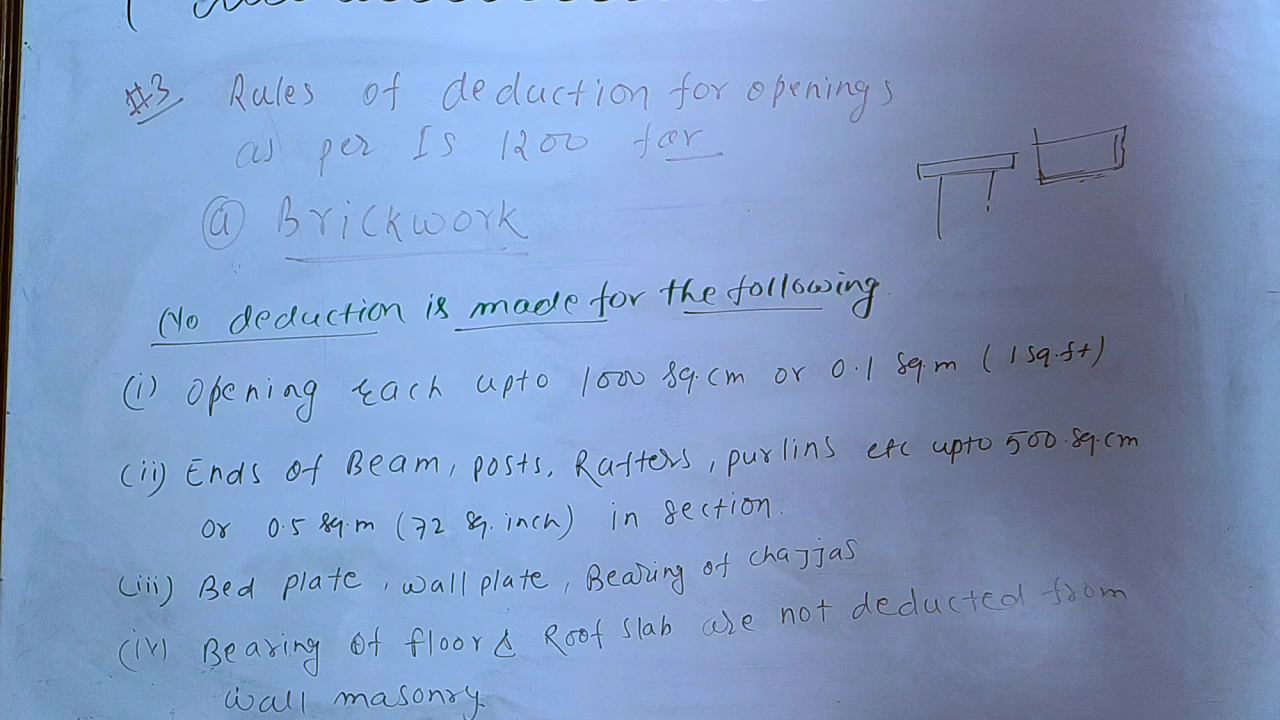 #3 Rules of deduction for openings
as per IS 1200 for
(a) Brickwork
No deduction is made for the following
(i) Opening each upto 1000 sq.cm or 0.1 sq.m (1 sq.ft)
(ii) Ends of Beam, posts, Rafters, purlins etc upto 500 sq.cm
or 0.5 sq.m (72 sq. inch) in section.
(iii) Bed plate, wall plate, Bearing of chajjas
(iv) Bearing of floor & Roof slab are not deducted from
wall masonry.